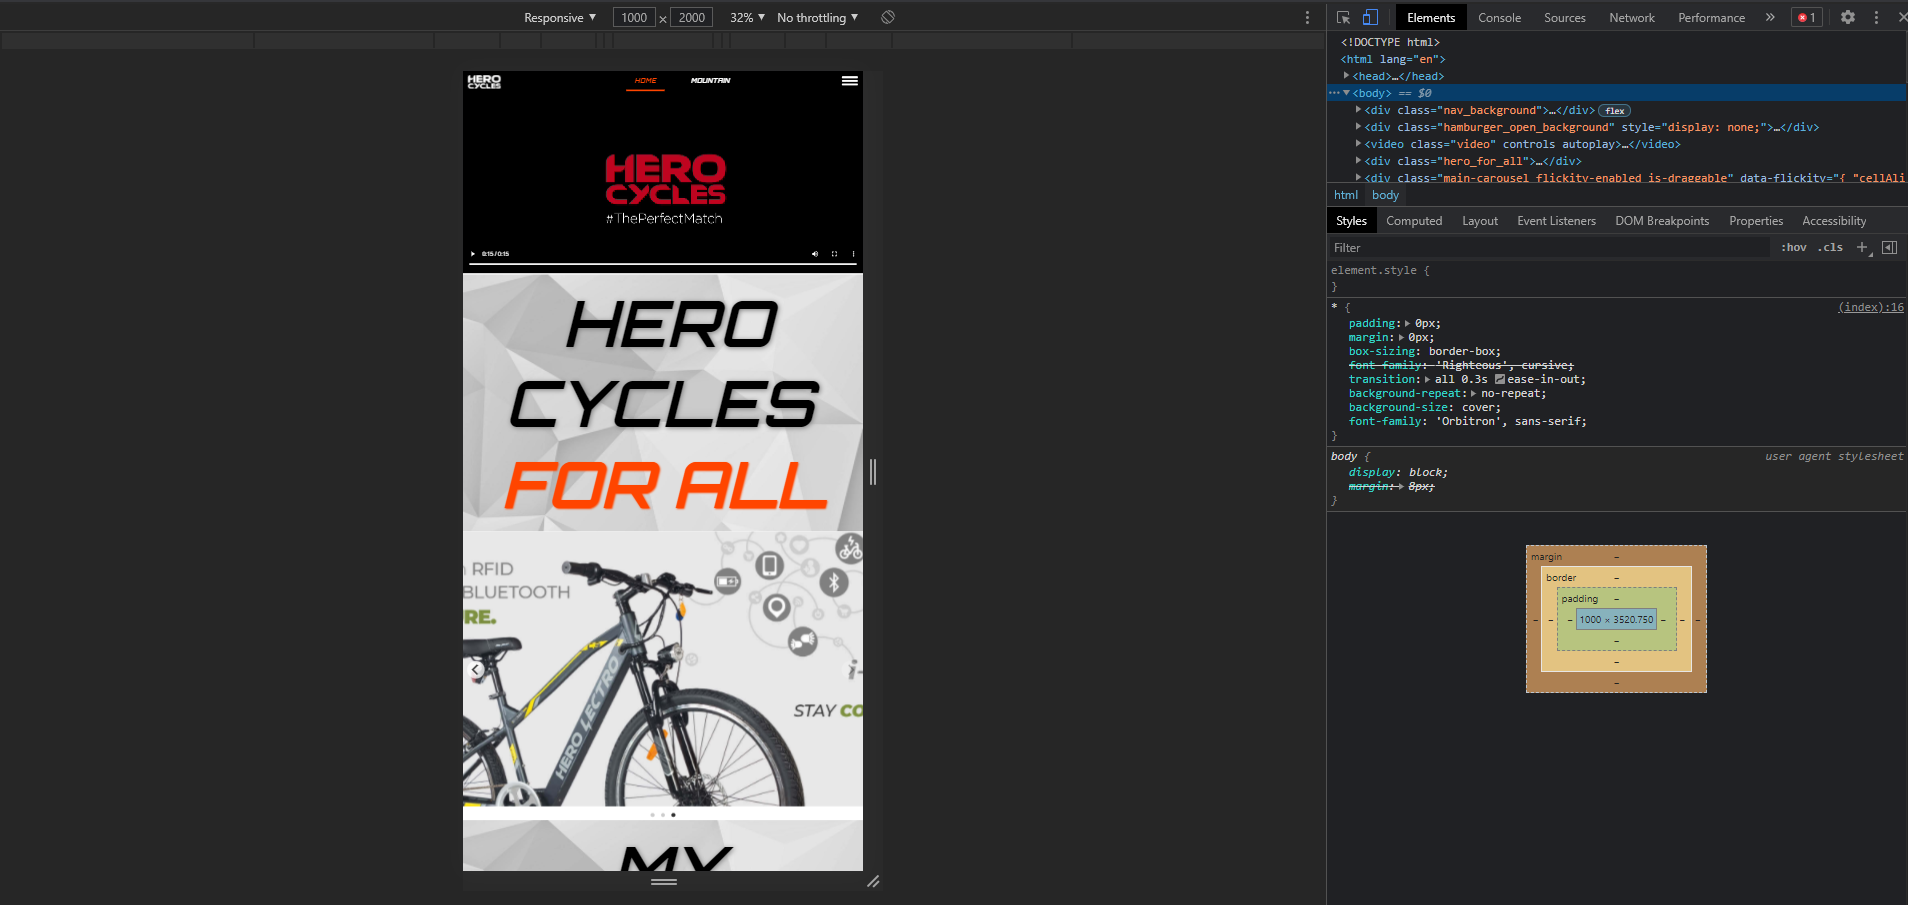 Responsive ▼ 1000 × 2000 32% ▼ No throttling ▼
Elements Console Sources Network Performance » 1
HERO
CYCLES
HOME MOUNTAIN
HERO
CYCLES
#ThePerfectMatch
0:15 / 0:15
HERO
CYCLES
FOR ALL
RFID
BLUETOOTH
RE.
HERO LECTRO
STAY CO
MY
<!DOCTYPE html>
<html lang="en">
<head>…</head>
<body> == $0
<div class="nav_background">…</div> flex
<div class="hamburger_open_background" style="display: none;">…</div>
<video class="video" controls autoplay>…</video>
<div class="hero_for_all">…</div>
<div class="main-carousel flickity-enabled is-draggable" data-flickity="{ "cellAli
html body
Styles Computed Layout Event Listeners DOM Breakpoints Properties Accessibility
Filter :hov .cls +
element.style {
}
* { (index):16
padding: 0px;
margin: 0px;
box-sizing: border-box;
font-family: 'Righteous', cursive;
transition: all 0.3s ease-in-out;
background-repeat: no-repeat;
background-size: cover;
font-family: 'Orbitron', sans-serif;
}
body { user agent stylesheet
display: block;
margin: 8px;
}
margin –
border –
padding –
– – – 1000 × 3520.750 – – –
–
–
–